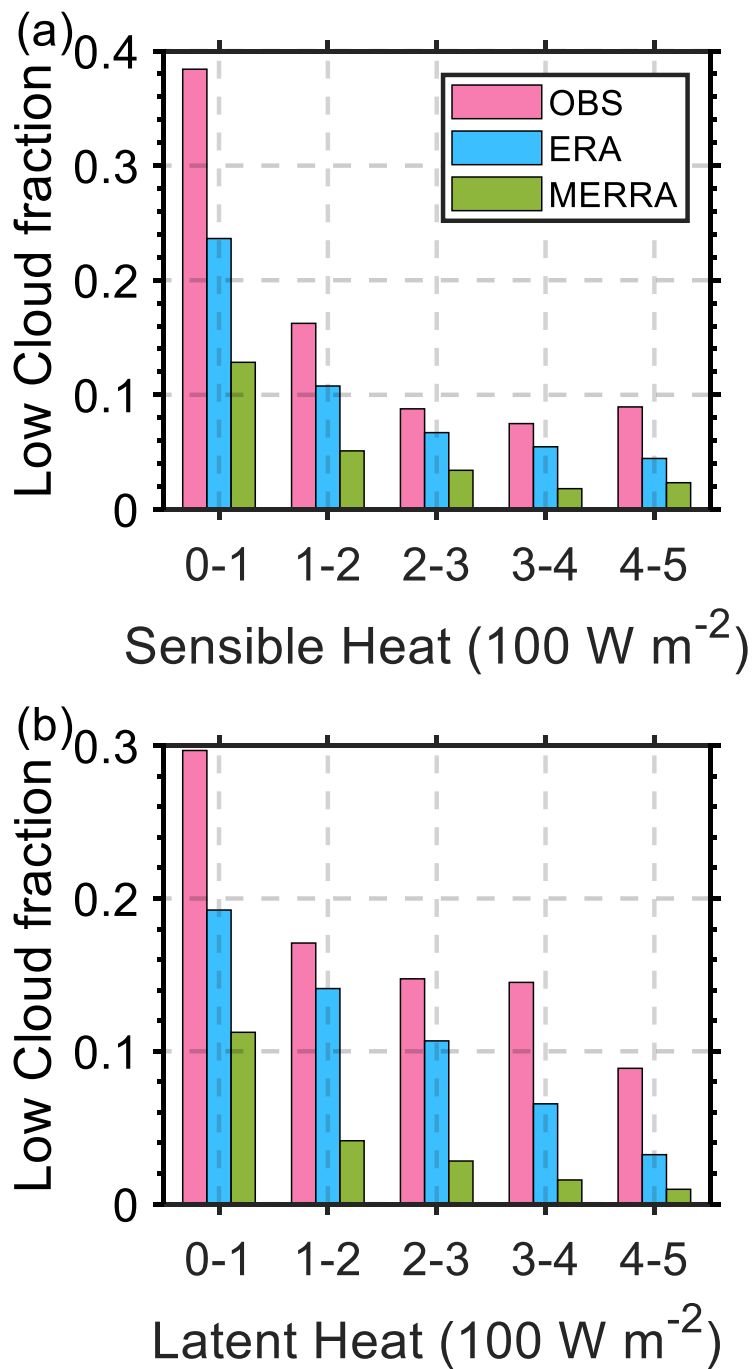 (a)
0.4
0.3
0.2
0.1
0
Low Cloud fraction
OBS
ERA
MERRA
0-1 1-2 2-3 3-4 4-5
Sensible Heat (100 W m-2)
(b)
0.3
0.2
0.1
0
Low Cloud fraction
0-1 1-2 2-3 3-4 4-5
Latent Heat (100 W m-2)